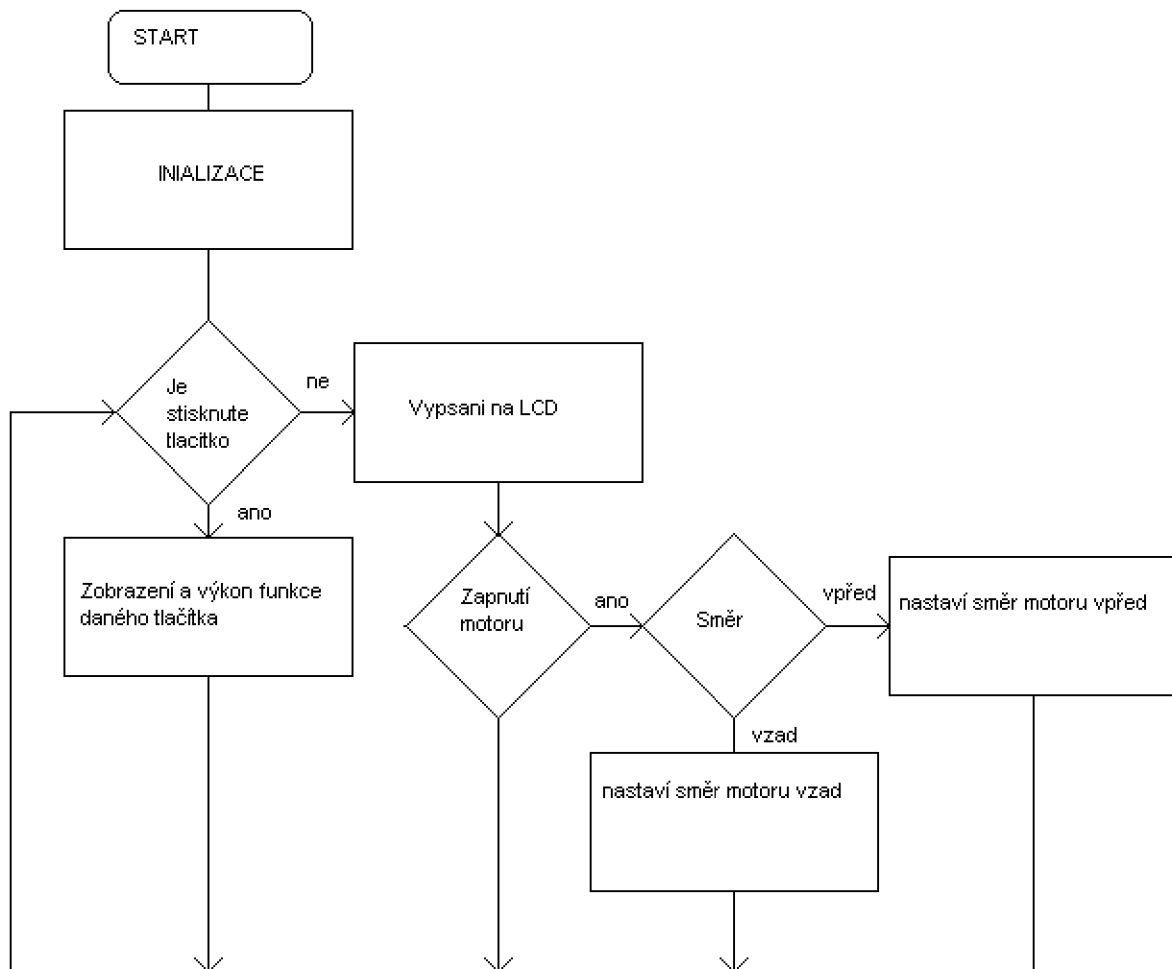 START
INIALIZACE
Je
stisknute
tlacitko
ne
Vypsani na LCD
ano
Zobrazení a výkon funkce
daného tlačítka
Zapnutí
motoru
ano
Směr
vpřed
nastaví směr motoru vpřed
vzad
nastaví směr motoru vzad